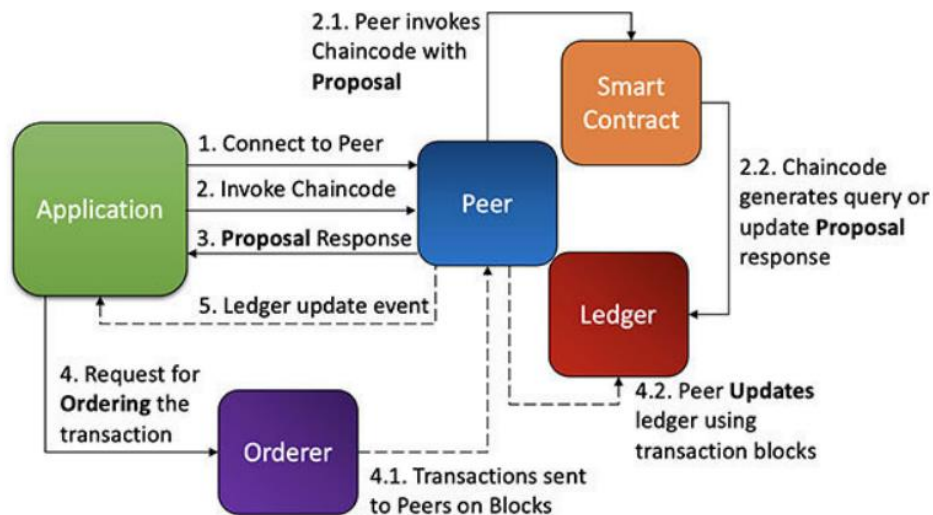 2.1. Peer invokes
Chaincode with
Proposal
Smart
Contract
1. Connect to Peer
2. Invoke Chaincode
Application
Peer
2.2. Chaincode
generates query or
update Proposal
response
3. Proposal Response
5. Ledger update event
Ledger
4. Request for
Ordering the
transaction
Orderer
4.1. Transactions sent
to Peers on Blocks
4.2. Peer Updates
ledger using
transaction blocks